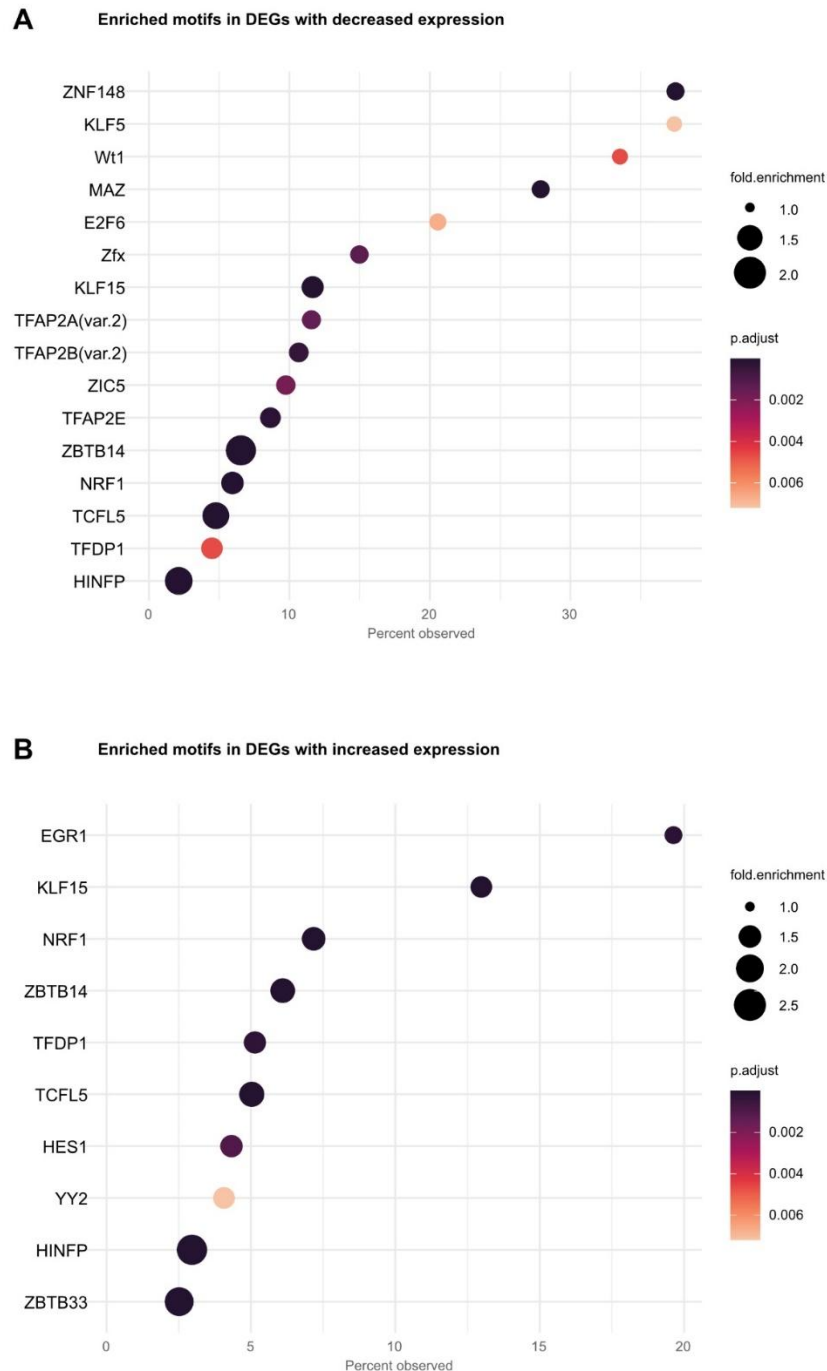 A
Enriched motifs in DEGs with decreased expression
ZNF148
KLF5
Wt1
MAZ
E2F6
Zfx
KLF15
TFAP2A(var.2)
TFAP2B(var.2)
ZIC5
TFAP2E
ZBTB14
NRF1
TCFL5
TFDP1
HINFP
0 10 20 30
Percent observed
fold.enrichment
1.0
1.5
2.0
p.adjust
0.002
0.004
0.006
B
Enriched motifs in DEGs with increased expression
EGR1
KLF15
NRF1
ZBTB14
TFDP1
TCFL5
HES1
YY2
HINFP
ZBTB33
0 5 10 15 20
Percent observed
fold.enrichment
1.0
1.5
2.0
2.5
p.adjust
0.002
0.004
0.006